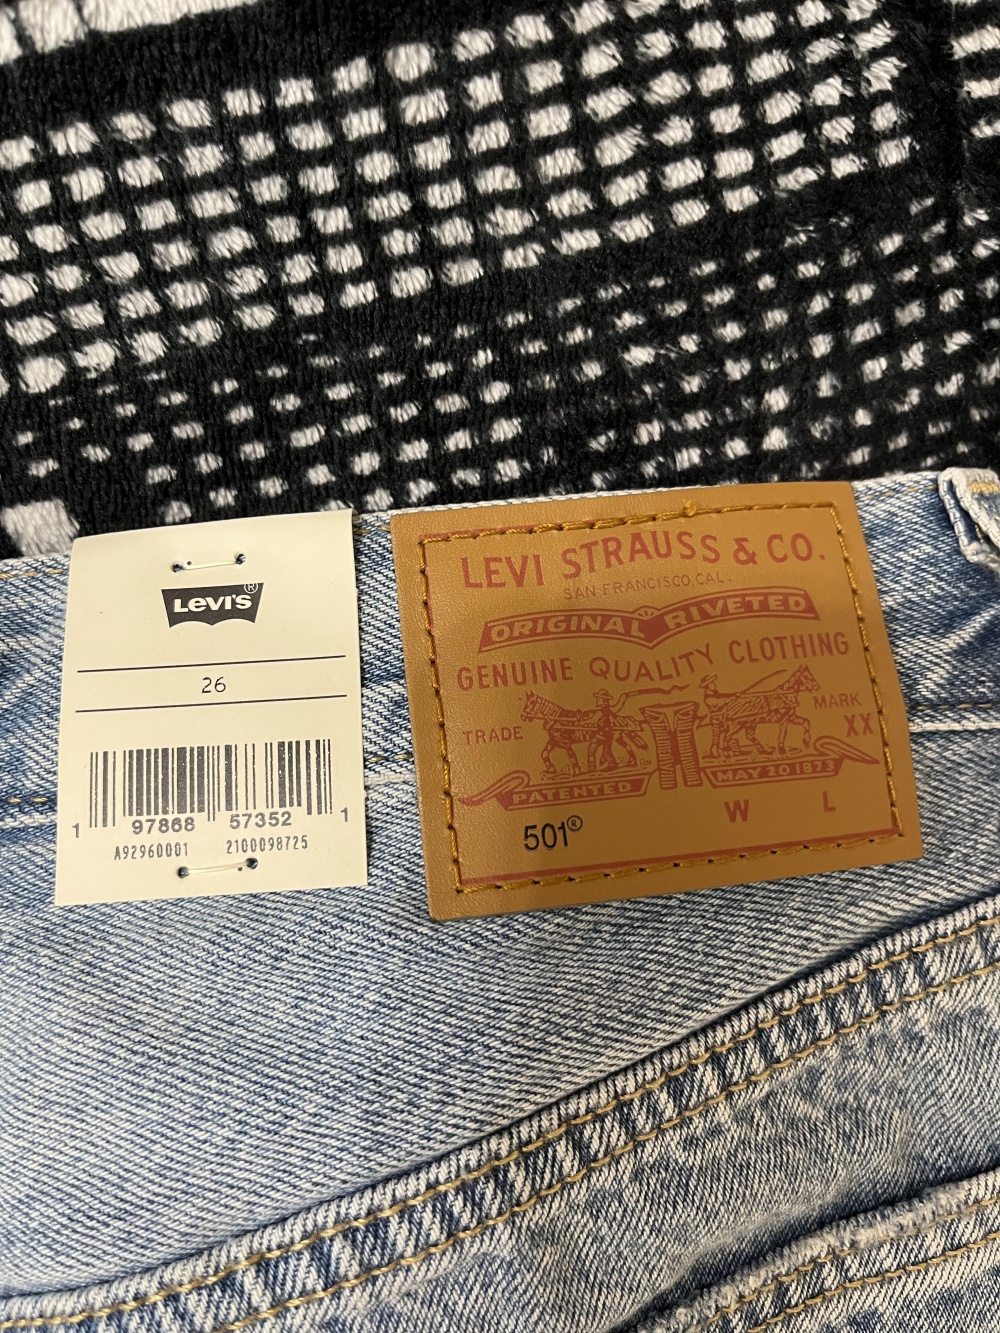 LEVI'S®
26
1 97868 57352 1
A92960001 2100098725
LEVI STRAUSS & CO.
SAN FRANCISCO, CAL.
ORIGINAL RIVETED
GENUINE QUALITY CLOTHING
TRADE MARK
XX
PATENTED MAY 20 1873
W L
501®